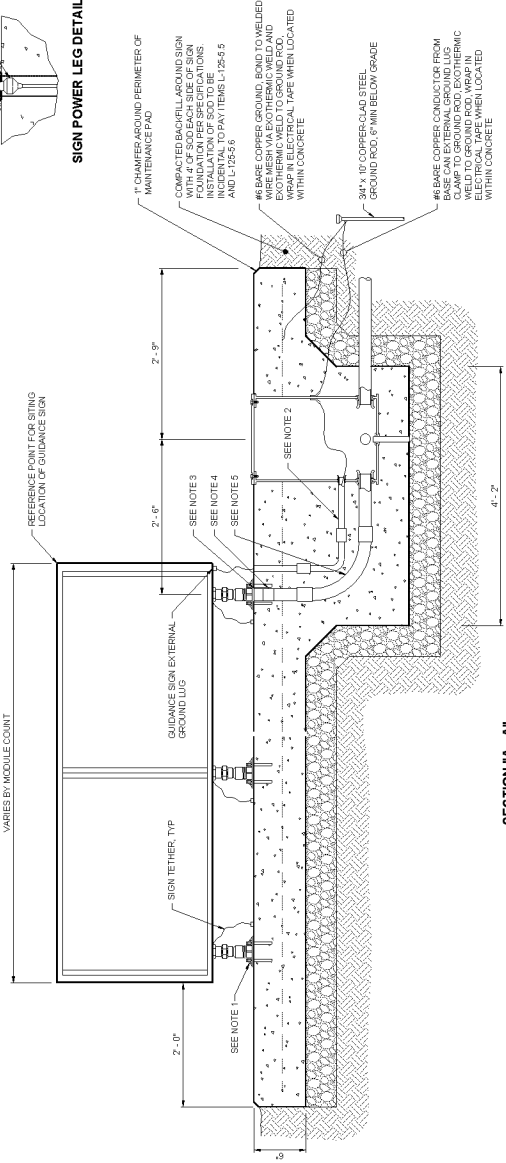 SIGN POWER LEG DETAIL
VARIES BY MODULE COUNT
REFERENCE POINT FOR SITING
LOCATION OF GUIDANCE SIGN
1" CHAMFER AROUND PERIMETER OF
MAINTENANCE PAD
COMPACTED BACKFILL AROUND SIGN
WITH 4' OF SOD EACH SIDE OF SIGN
FOUNDATION PER SPECIFICATIONS.
INSTALLATION OF SOD TO BE
INCIDENTAL TO PAY ITEMS L-125-5.5
AND L-125-5.6
#6 BARE COPPER GROUND, BOND TO WELDED
WIRE MESH VIA EXOTHERMIC WELD AND
EXOTHERMIC WELD TO GROUND ROD,
WRAP IN ELECTRICAL TAPE WHEN LOCATED
WITHIN CONCRETE
3/4" x 10' COPPER-CLAD STEEL
GROUND ROD, 6" MIN BELOW GRADE
#6 BARE COPPER CONDUCTOR FROM
BASE CAN EXTERNAL GROUND LUG
CLAMP TO GROUND ROD, EXOTHERMIC
WELD TO GROUND ROD, WRAP IN
ELECTRICAL TAPE WHEN LOCATED
WITHIN CONCRETE
2' - 9"
2' - 6"
SEE NOTE 3
SEE NOTE 4
SEE NOTE 5
SEE NOTE 2
GUIDANCE SIGN EXTERNAL
GROUND LUG
SIGN TETHER, TYP
SEE NOTE 1
2' - 0"
4' - 2"
6"